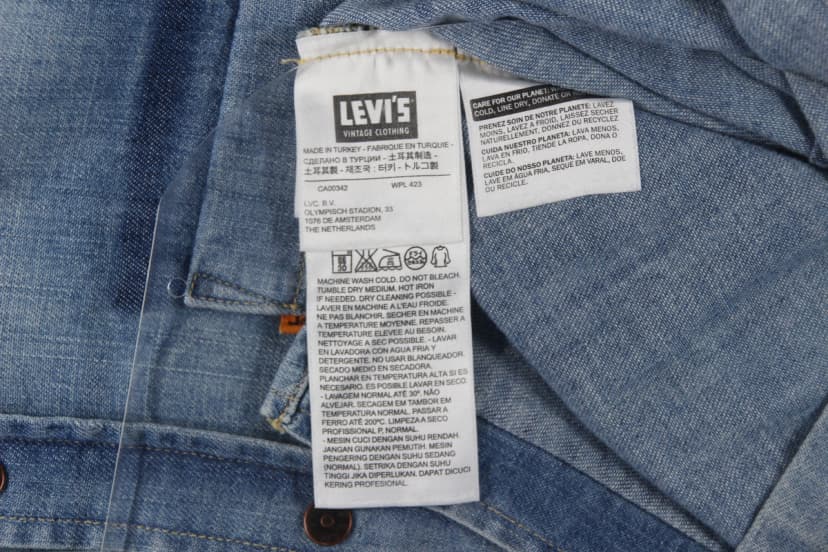 LEVI'S
VINTAGE CLOTHING
MADE IN TURKEY - FABRIQUE EN TURQUIE -
СДЕЛАНО В ТУРЦИИ - 土耳其制造 -
土耳其製 - 제조국 : 터키 - トルコ製
CA00342 WPL 423
LVC. B.V.
OLYMPISCH STADION, 33
1076 DE AMSTERDAM
THE NETHERLANDS
30
MACHINE WASH COLD. DO NOT BLEACH.
TUMBLE DRY MEDIUM. HOT IRON
IF NEEDED. DRY CLEANING POSSIBLE -
LAVER EN MACHINE A L'EAU FROIDE.
NE PAS BLANCHIR. SECHER EN MACHINE
A TEMPERATURE MOYENNE. REPASSER A
TEMPERATURE ELEVEE AU BESOIN.
NETTOYAGE A SEC POSSIBLE. - LAVAR
EN LAVADORA CON AGUA FRIA Y
DETERGENTE. NO USAR BLANQUEADOR.
SECADO MEDIO EN SECADORA.
PLANCHAR EN TEMPERATURA ALTA SI ES
NECESARIO. ES POSIBLE LAVAR EN SECO.
- LAVAGEM NORMAL ATÉ 30º. NÃO
ALVEJAR. SECAGEM EM TAMBOR EM
TEMPERATURA NORMAL. PASSAR A
FERRO ATÉ 200ºC. LIMPEZA A SECO
PROFISSIONAL P, NORMAL.
- MESIN CUCI DENGAN SUHU RENDAH.
JANGAN GUNAKAN PEMUTIH. MESIN
PENGERING DENGAN SUHU SEDANG
(NORMAL). SETRIKA DENGAN SUHU
TINGGI JIKA DIPERLUKAN. DAPAT DICUCI
KERING PROFESIONAL.
CARE FOR OUR PLANET:
COLD, LINE DRY, DONATE OR
PRENEZ SOIN DE NOTRE PLANETE: LAVEZ
MOINS, LAVEZ A FROID, LAISSEZ SECHER
NATURELLEMENT, DONNEZ OU RECYCLEZ
CUIDA NUESTRO PLANETA: LAVA MENOS,
LAVA EN FRIO, TIENDE LA ROPA, DONA O
RECICLA.
CUIDE DO NOSSO PLANETA: LAVE MENOS,
LAVE EM ÁGUA FRIA, SEQUE EM VARAL, DOE
OU RECICLE.